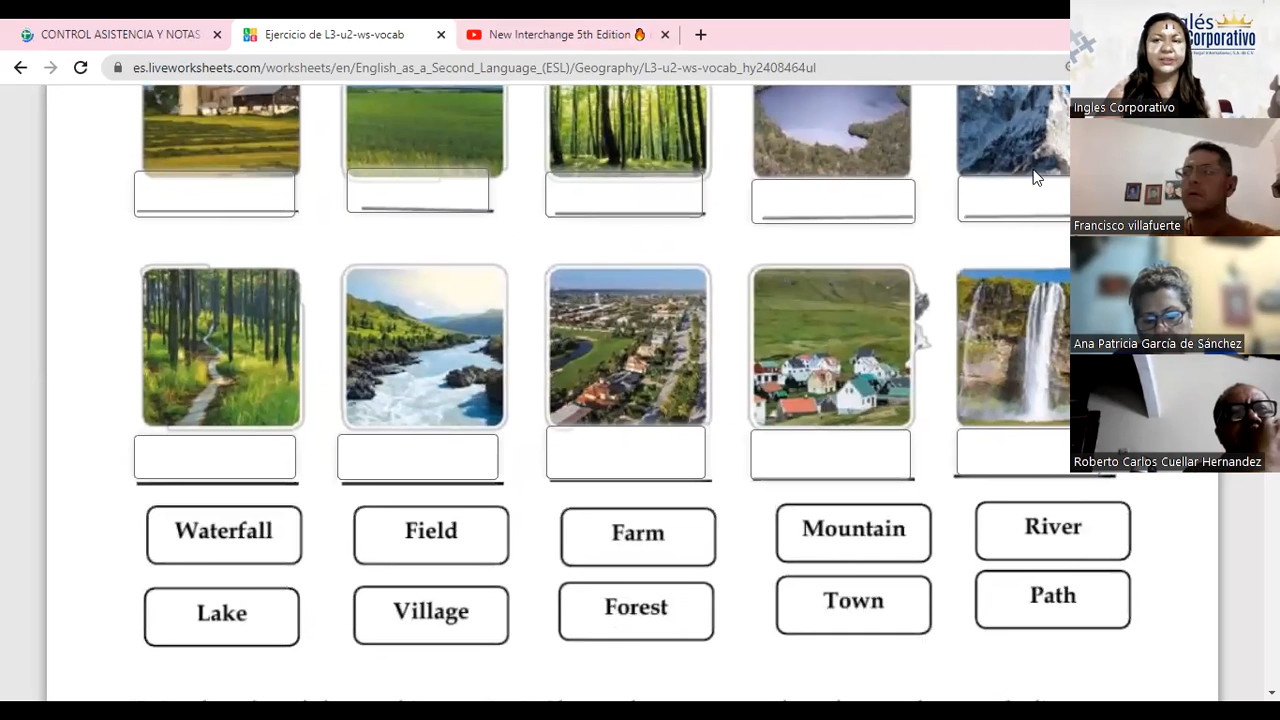 CONTROL ASISTENCIA Y NOTAS
Ejercicio de L3-u2-ws-vocab
New Interchange 5th Edition
es.liveworksheets.com/worksheets/en/English_as_a_Second_Language_(ESL)/Geography/L3-u2-ws-vocab_hy2408464ul
Inglés
Corporativo
Ingles Corporativo
Francisco villafuerte
Ana Patricia García de Sánchez
Roberto Carlos Cuellar Hernandez
Waterfall Field Farm Mountain River
Lake Village Forest Town Path